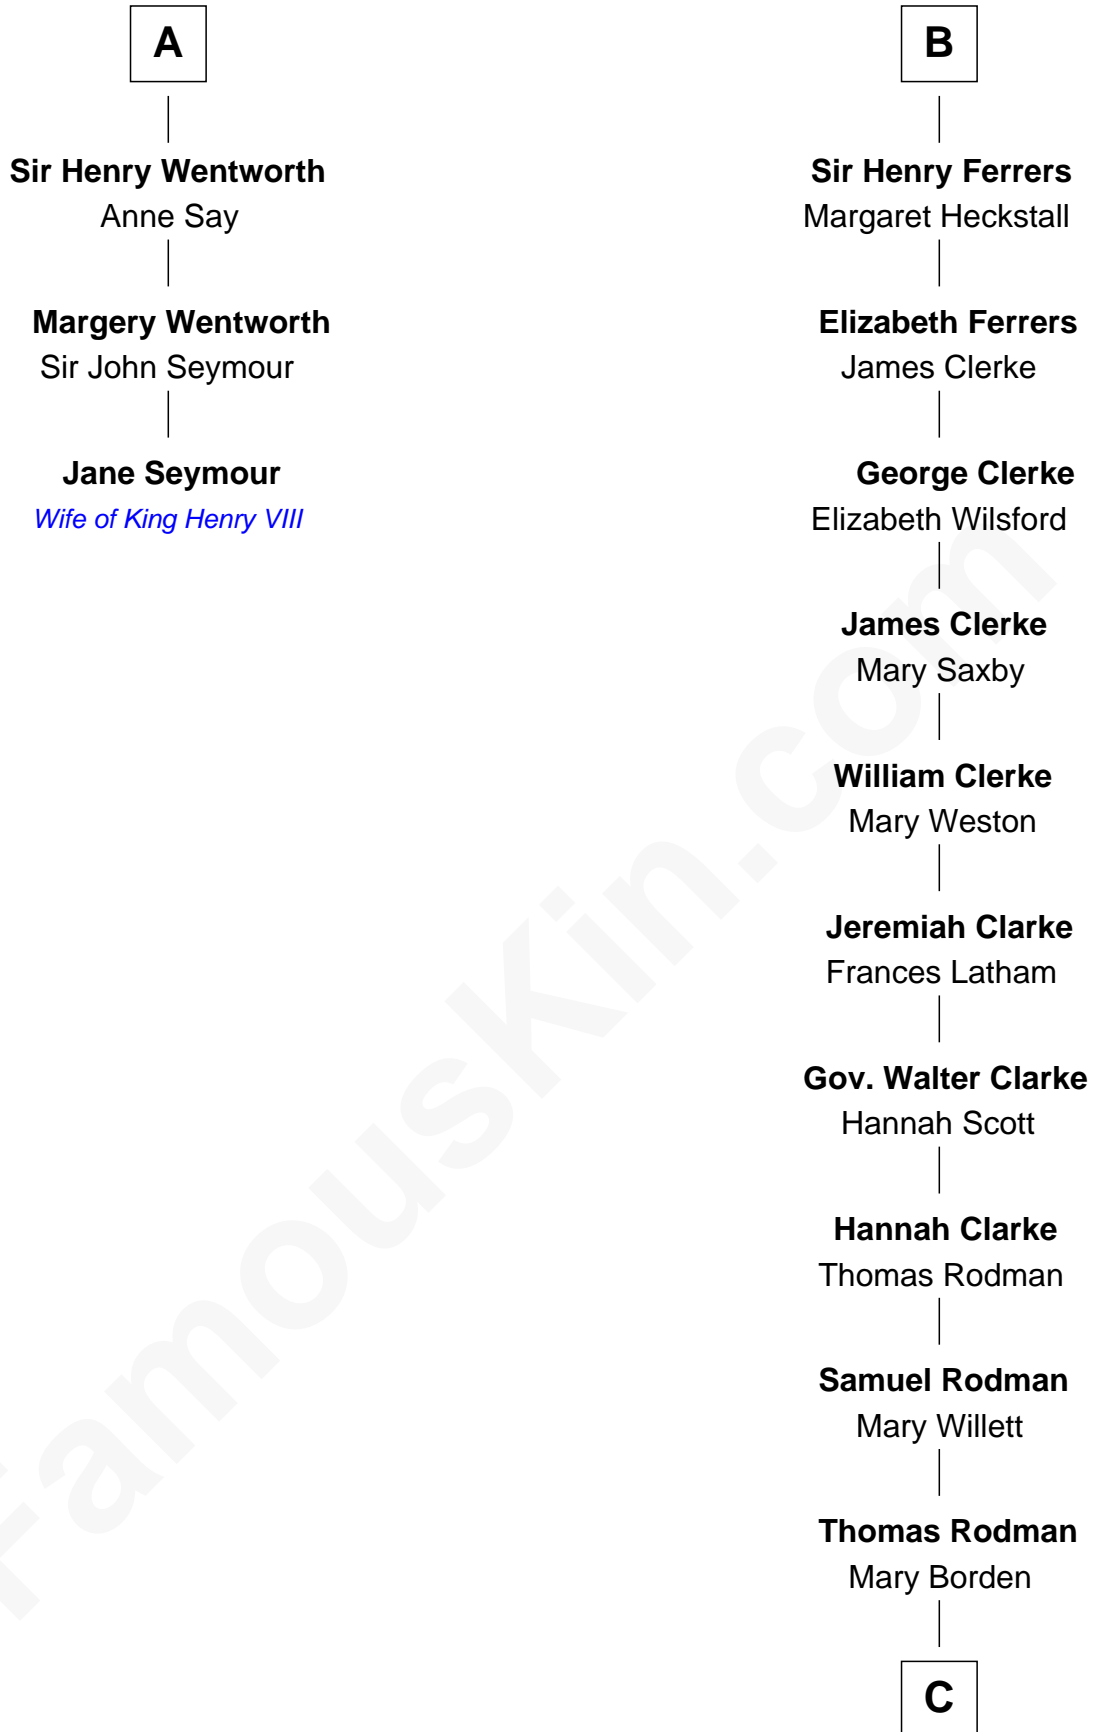 A
Sir Henry Wentworth
Anne Say
Margery Wentworth
Sir John Seymour
Jane Seymour
Wife of King Henry VIII
B
Sir Henry Ferrers
Margaret Heckstall
Elizabeth Ferrers
James Clerke
George Clerke
Elizabeth Wilsford
James Clerke
Mary Saxby
William Clerke
Mary Weston
Jeremiah Clarke
Frances Latham
Gov. Walter Clarke
Hannah Scott
Hannah Clarke
Thomas Rodman
Samuel Rodman
Mary Willett
Thomas Rodman
Mary Borden
C
FamousKin.com